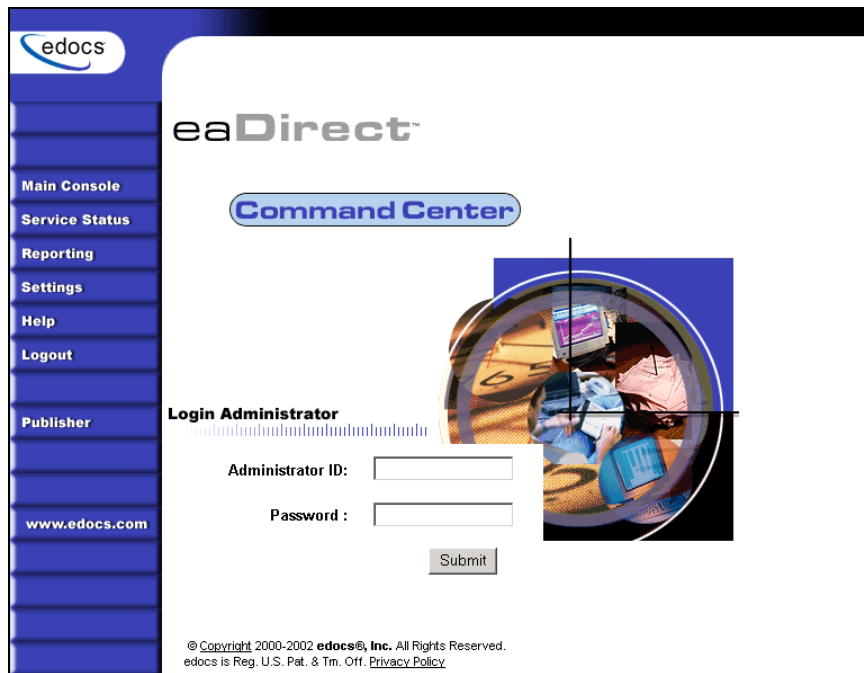 edocs
eaDirect™
Command Center
Main Console
Service Status
Reporting
Settings
Help
Logout
Publisher
www.edocs.com
Login Administrator
Administrator ID:
Password :
Submit
© Copyright 2000-2002 edocs®, Inc. All Rights Reserved.
edocs is Reg. U.S. Pat. & Tm. Off. Privacy Policy